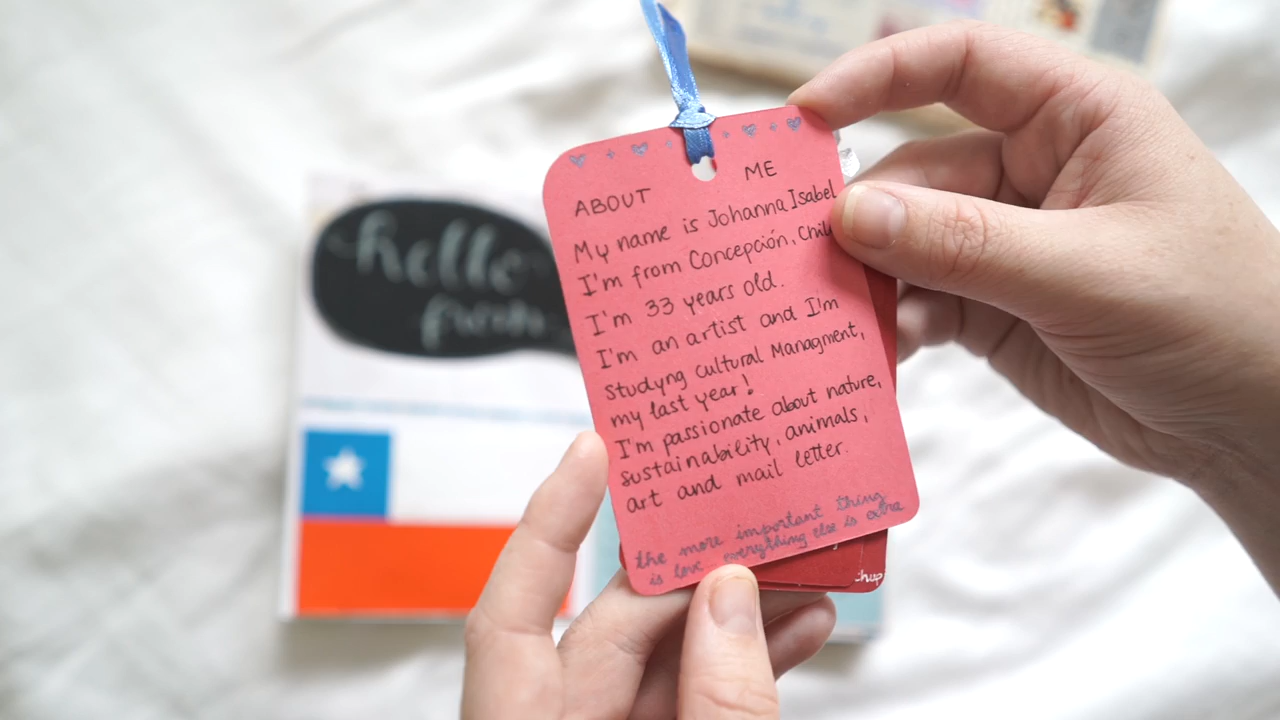 hello
from
ABOUT ME
My name is Johanna Isabel
I'm from Concepción, Chile
I'm 33 years old.
I'm an artist and I'm
Studyng cultural Managment,
my last year!
I'm passionate about nature,
sustainability, animals,
art and mail letter.
the more important thing
is love everything else is extra